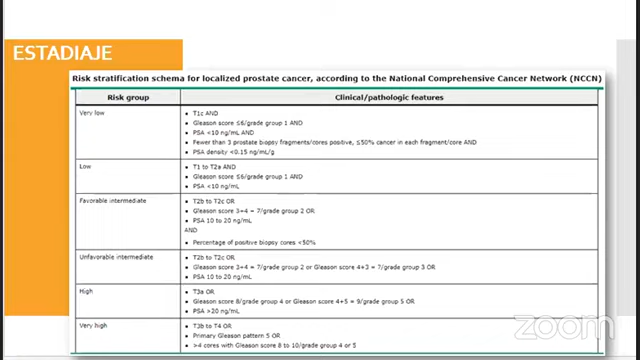 ESTADIAJE
Risk stratification schema for localized prostate cancer, according to the National Comprehensive Cancer Network (NCCN)
Risk group Clinical/pathologic features
Very low
T1c AND
Gleason score ≤6/grade group 1 AND
PSA <10 ng/mL AND
Fewer than 3 prostate biopsy fragments/cores positive, ≤50% cancer in each fragment/core AND
PSA density <0.15 ng/mL/g
Low
T1 to T2a AND
Gleason score ≤6/grade group 1 AND
PSA <10 ng/mL
Favorable intermediate
T2b to T2c OR
Gleason score 3+4 = 7/grade group 2 OR
PSA 10 to 20 ng/mL
AND
Percentage of positive biopsy cores <50%
Unfavorable intermediate
T2b to T2c OR
Gleason score 3+4 = 7/grade group 2 or Gleason score 4+3 = 7/grade group 3 OR
PSA 10 to 20 ng/mL
High
T3a OR
Gleason score 8/grade group 4 or Gleason score 4+5 = 9/grade group 5 OR
PSA >20 ng/mL
Very high
T3b to T4 OR
Primary Gleason pattern 5 OR
>4 cores with Gleason score 8 to 10/grade group 4 or 5
zoom